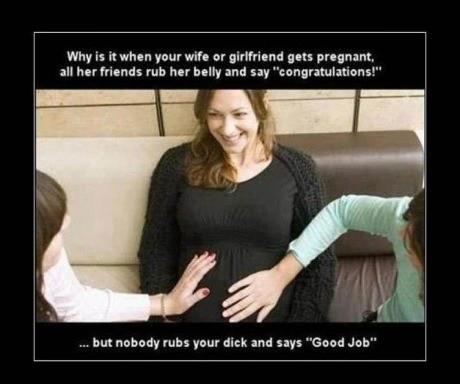 Why is it when your wife or girlfriend gets pregnant,
all her friends rub her belly and say "congratulations!"
... but nobody rubs your dick and says "Good Job"